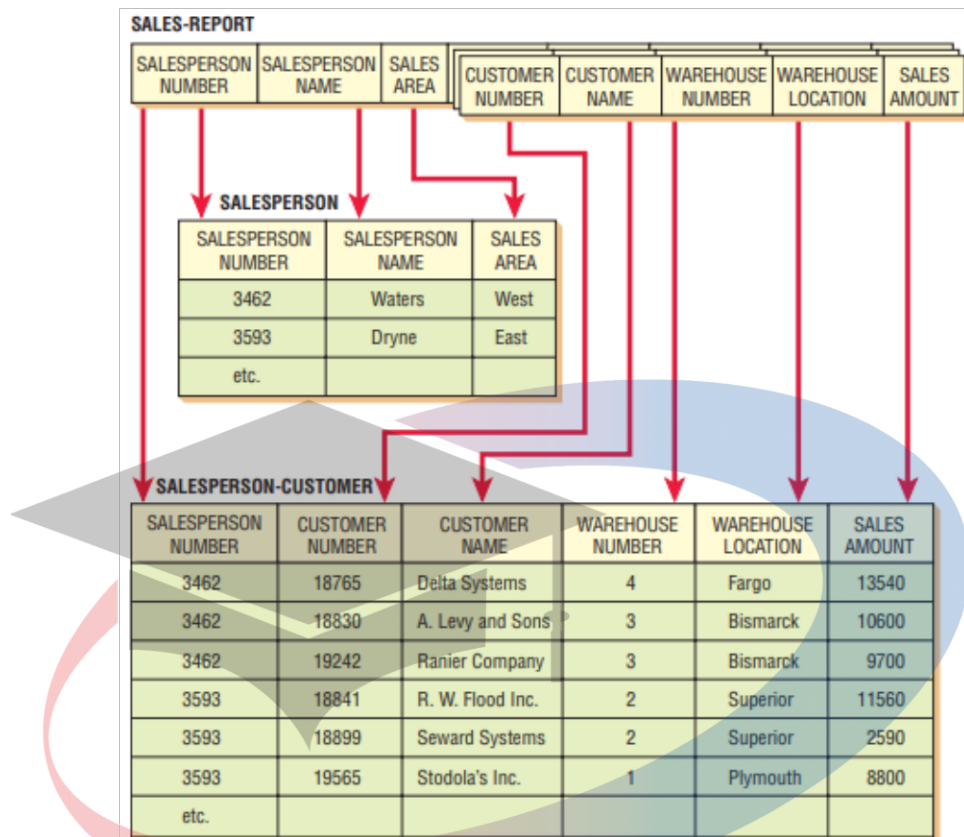 SALES-REPORT
SALESPERSON NUMBER SALESPERSON NAME SALES AREA CUSTOMER NUMBER CUSTOMER NAME WAREHOUSE NUMBER WAREHOUSE LOCATION SALES AMOUNT
SALESPERSON
SALESPERSON NUMBER SALESPERSON NAME SALES AREA
3462 Waters West
3593 Dryne East
etc.
SALESPERSON-CUSTOMER
SALESPERSON NUMBER CUSTOMER NUMBER CUSTOMER NAME WAREHOUSE NUMBER WAREHOUSE LOCATION SALES AMOUNT
3462 18765 Delta Systems 4 Fargo 13540
3462 18830 A. Levy and Sons 3 Bismarck 10600
3462 19242 Ranier Company 3 Bismarck 9700
3593 18841 R. W. Flood Inc. 2 Superior 11560
3593 18899 Seward Systems 2 Superior 2590
3593 19565 Stodola's Inc. 1 Plymouth 8800
etc.